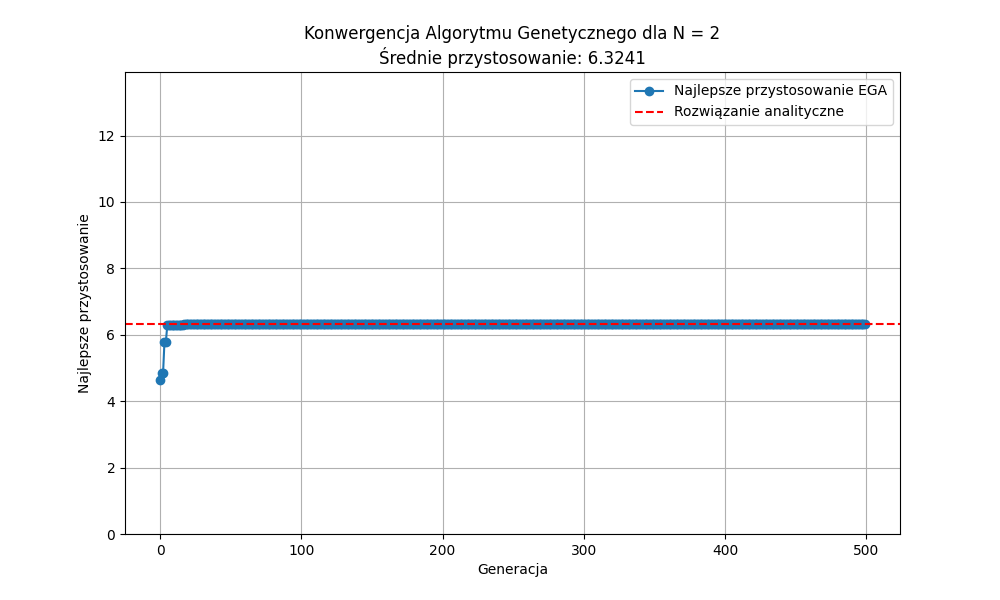 Konwergencja Algorytmu Genetycznego dla N = 2
Średnie przystosowanie: 6.3241
Najlepsze przystosowanie EGA
Rozwiązanie analityczne
Najlepsze przystosowanie
12
10
8
6
4
2
0
0 100 200 300 400 500
Generacja